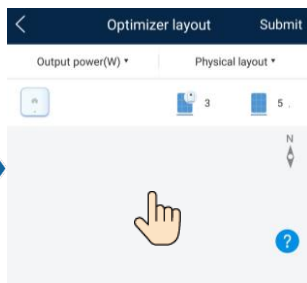 Optimizer layout Submit
Output power(W) Physical layout
3 5
N
?